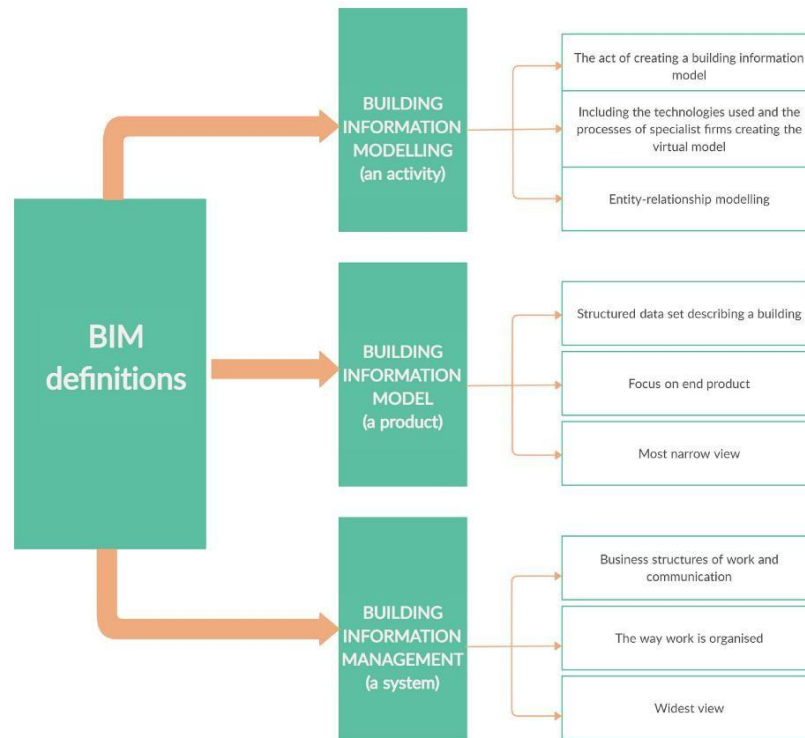 BIM
definitions
BUILDING
INFORMATION
MODELLING
(an activity)
The act of creating a building information
model
Including the technologies used and the
processes of specialist firms creating the
virtual model
Entity-relationship modelling
BUILDING
INFORMATION
MODEL
(a product)
Structured data set describing a building
Focus on end product
Most narrow view
BUILDING
INFORMATION
MANAGEMENT
(a system)
Business structures of work and
communication
The way work is organised
Widest view